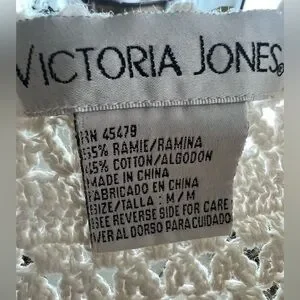 VICTORIA JONES®
RN 45479
55% RAMIE/RAMINA
45% COTTON/ALGODON
MADE IN CHINA
FABRICADO EN CHINA
SIZE/TALLA : M/M
SEE REVERSE SIDE FOR CARE
VER AL DORSO PARA CUIDADO